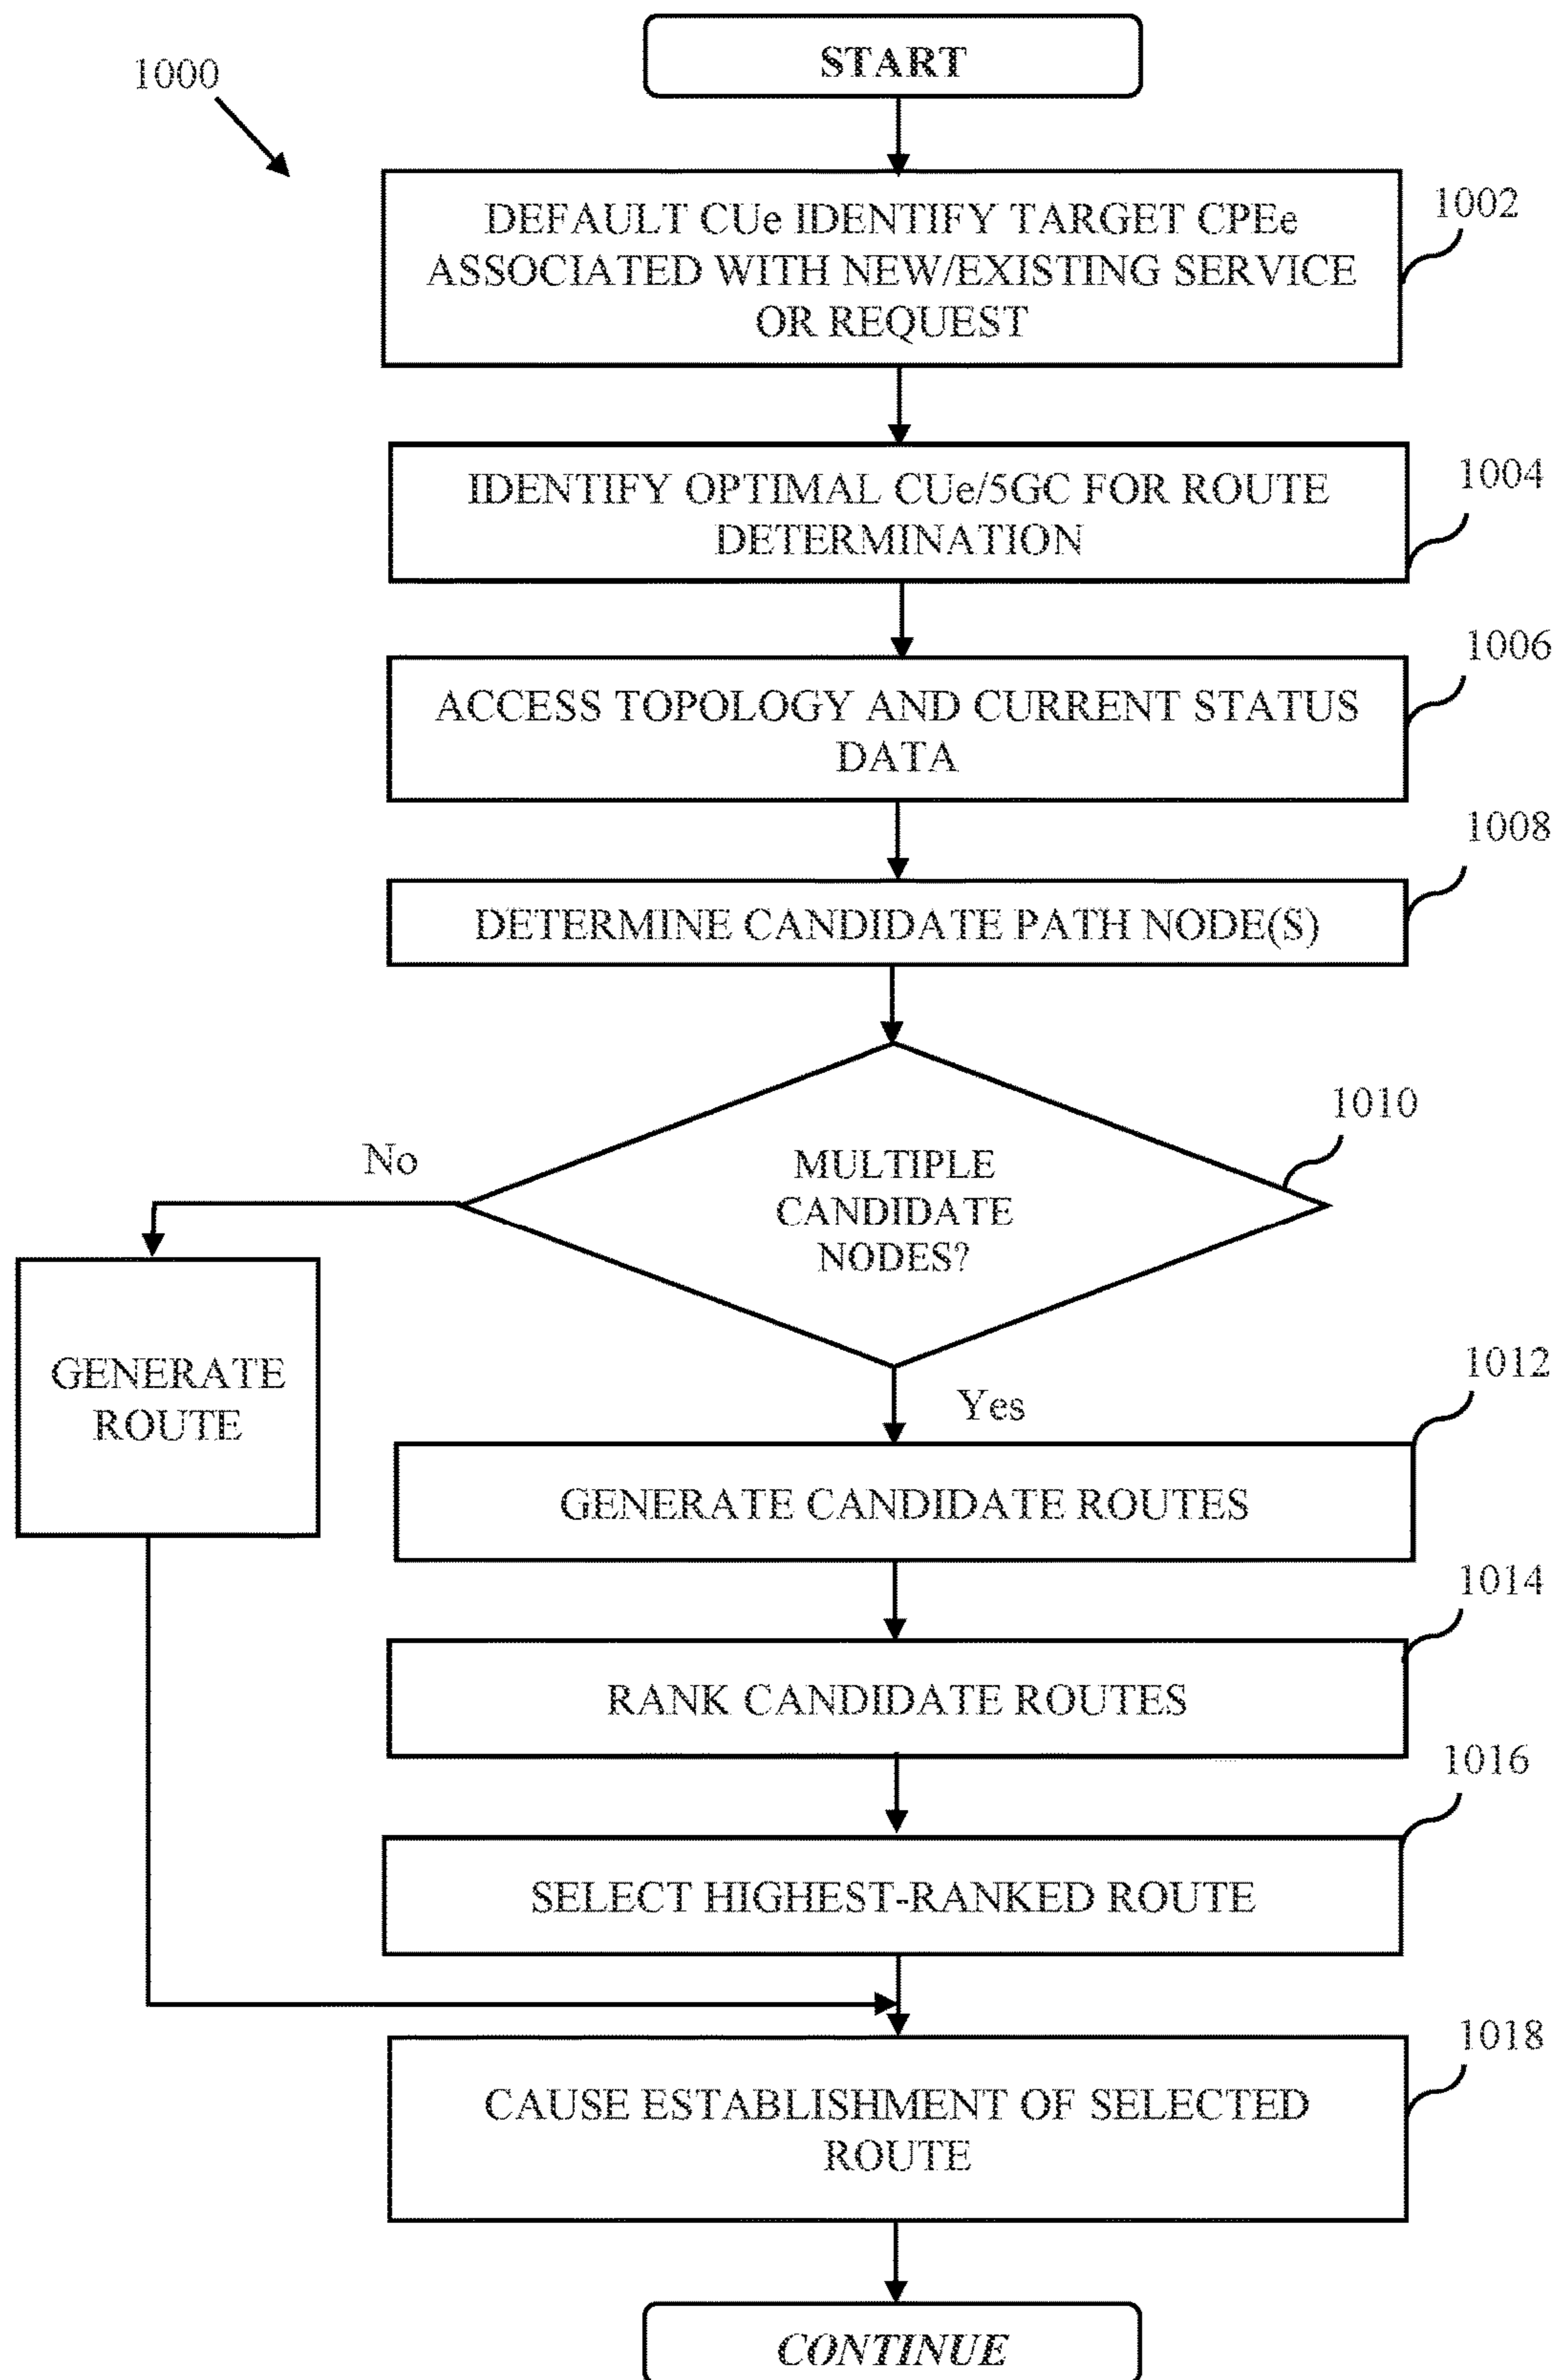 START
1000
DEFAULT CUe IDENTIFY TARGET CPEe
ASSOCIATED WITH NEW/EXISTING SERVICE
OR REQUEST
1002
IDENTIFY OPTIMAL CUe/5GC FOR ROUTE
DETERMINATION
1004
ACCESS TOPOLOGY AND CURRENT STATUS
DATA
1006
DETERMINE CANDIDATE PATH NODE(S)
1008
MULTIPLE
CANDIDATE
NODES?
1010
No
GENERATE
ROUTE
Yes
GENERATE CANDIDATE ROUTES
1012
RANK CANDIDATE ROUTES
1014
SELECT HIGHEST-RANKED ROUTE
1016
CAUSE ESTABLISHMENT OF SELECTED
ROUTE
1018
CONTINUE